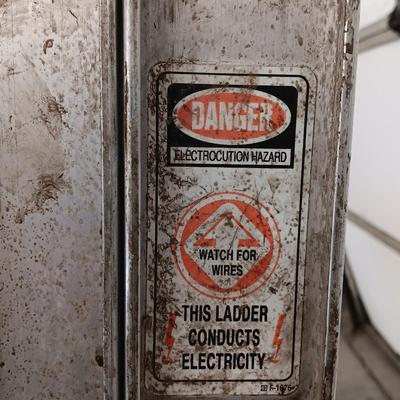 DANGER
ELECTROCUTION HAZARD
WATCH FOR
WIRES
THIS LADDER
CONDUCTS
ELECTRICITY